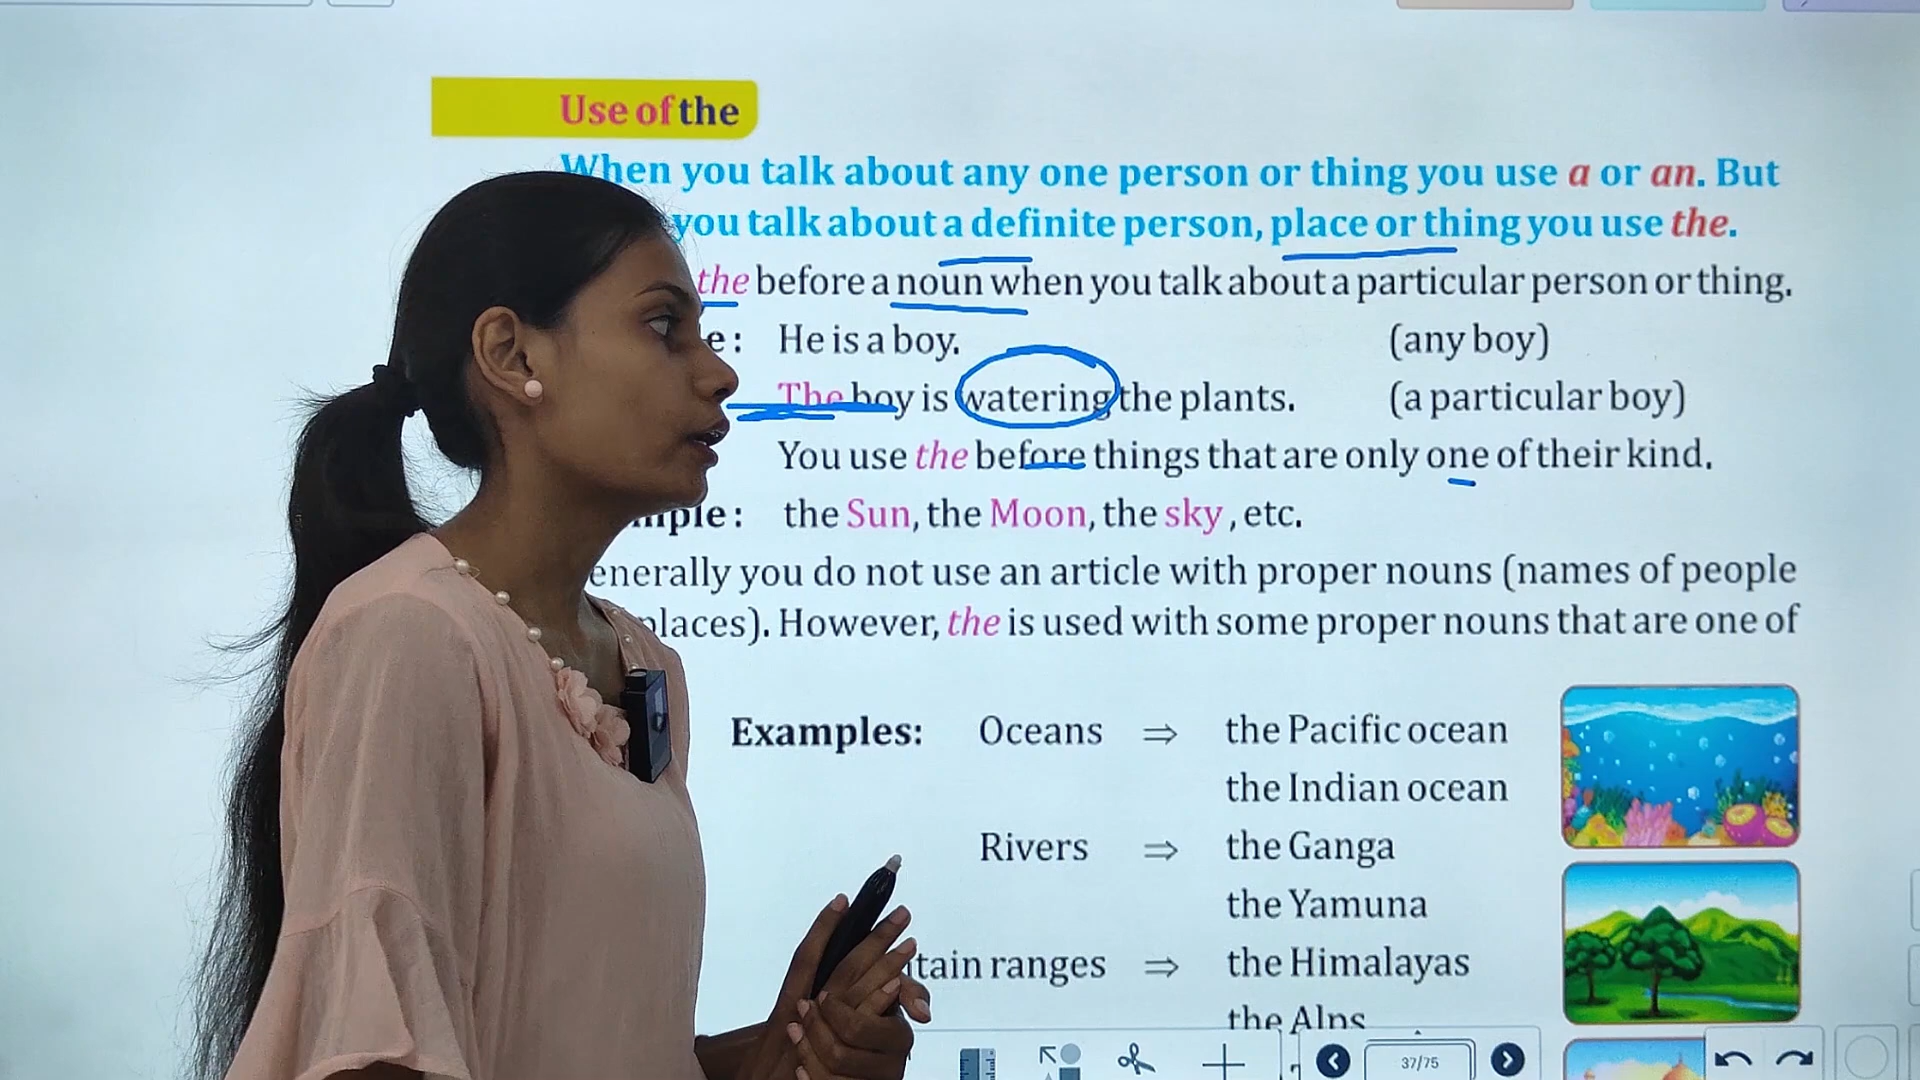 Use of the
When you talk about any one person or thing you use a or an. But
you talk about a definite person, place or thing you use the.
the before a noun when you talk about a particular person or thing.
He is a boy. (any boy)
The boy is watering the plants. (a particular boy)
You use the before things that are only one of their kind.
the Sun, the Moon, the sky, etc.
you do not use an article with proper nouns (names of people
However, the is used with some proper nouns that are one of
Examples: Oceans ⇒ the Pacific ocean
the Indian ocean
Rivers ⇒ the Ganga
the Yamuna
ranges ⇒ the Himalayas
the Alps
37/75